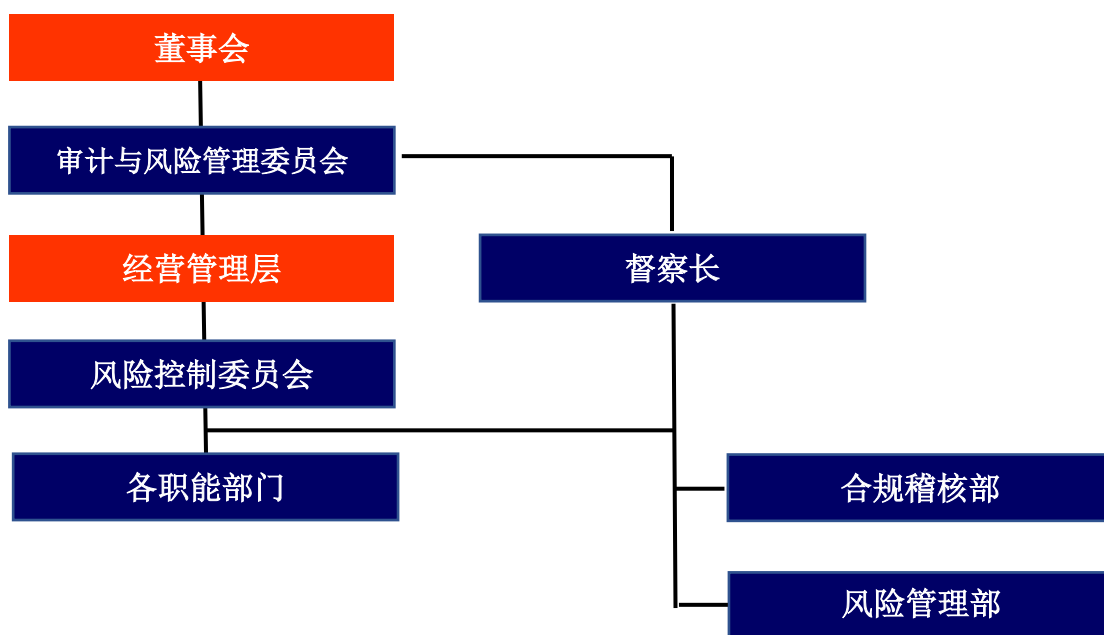 董事会
审计与风险管理委员会
经营管理层
督察长
风险控制委员会
各职能部门
合规稽核部
风险管理部